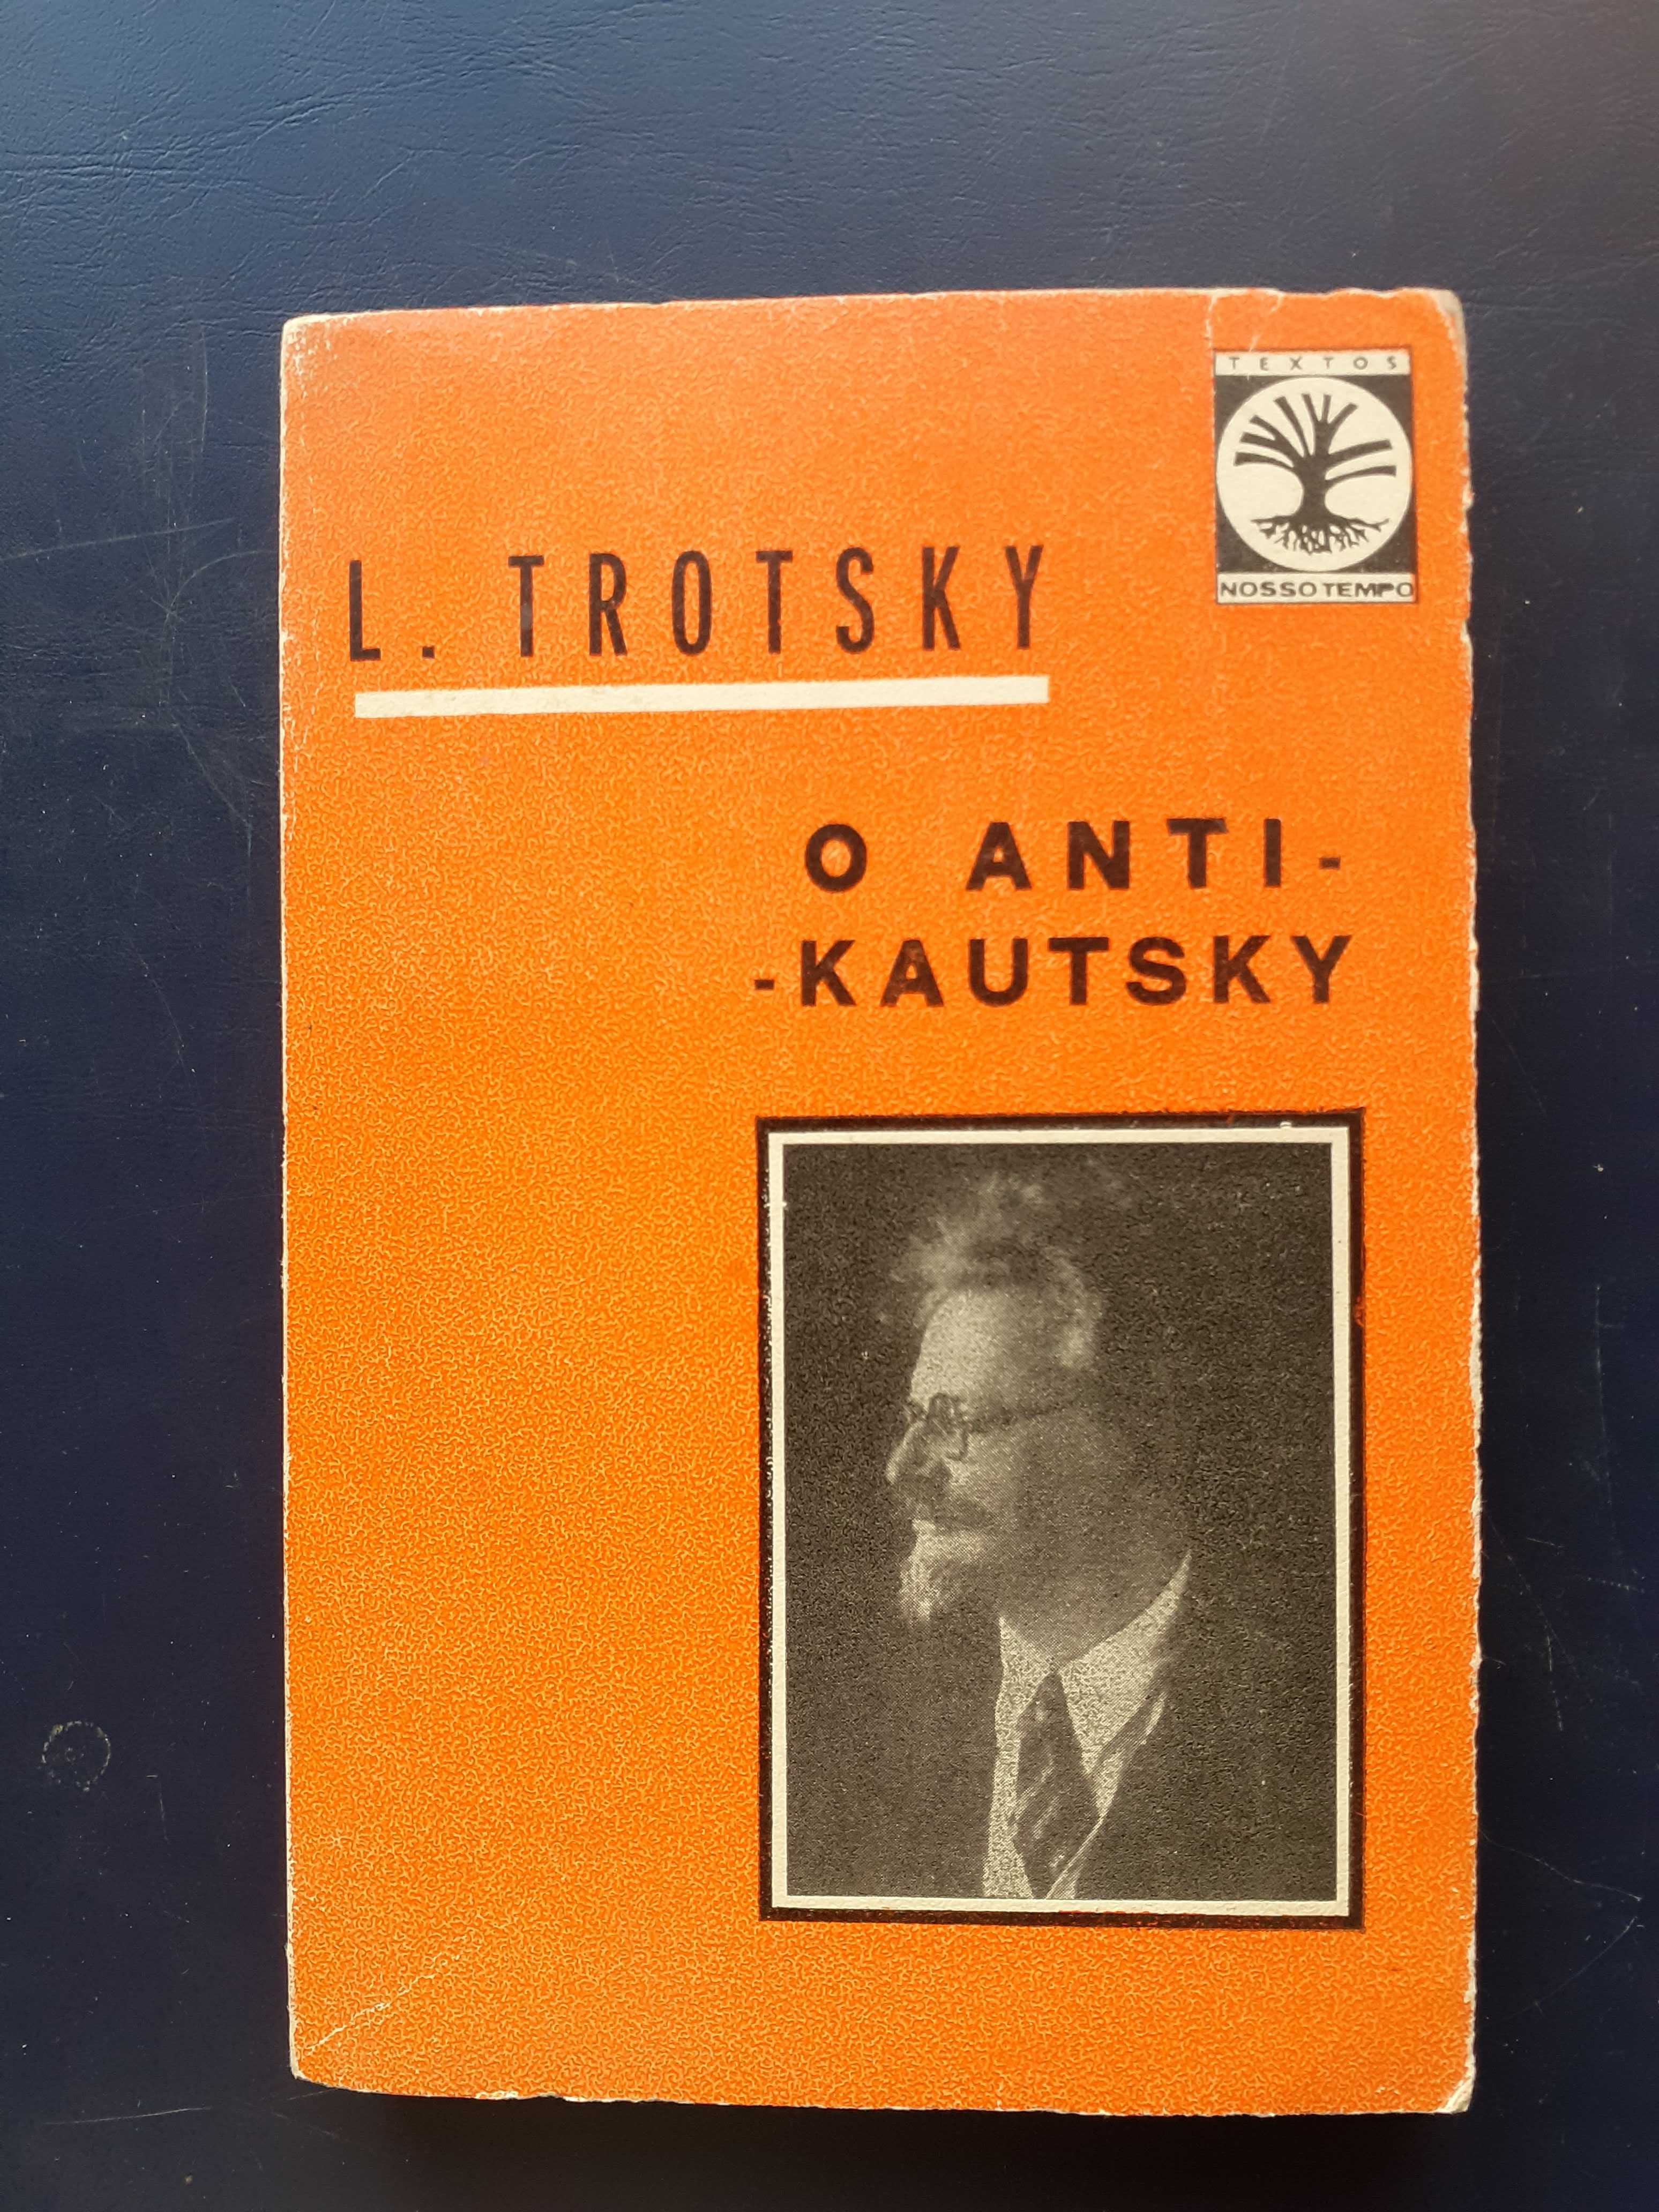 TEXTOS
NOSSO TEMPO
L. TROTSKY
O ANTI-
-KAUTSKY